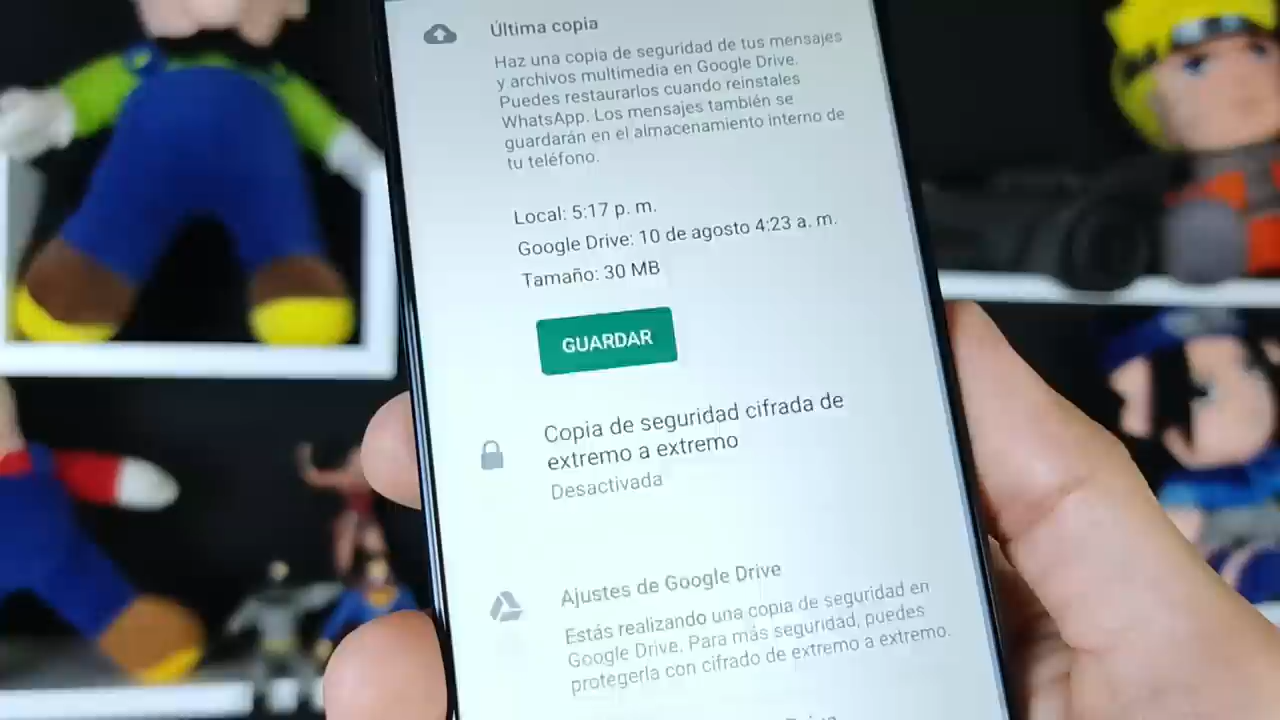 Última copia
Haz una copia de seguridad de tus mensajes
y archivos multimedia en Google Drive.
Puedes restaurarlos cuando reinstales
WhatsApp. Los mensajes también se
guardarán en el almacenamiento interno de
tu teléfono.
Local: 5:17 p. m.
Google Drive: 10 de agosto 4:23 a. m.
Tamaño: 30 MB
GUARDAR
Copia de seguridad cifrada de
extremo a extremo
Desactivada
Ajustes de Google Drive
Estás realizando una copia de seguridad en
Google Drive. Para más seguridad, puedes
protegerla con cifrado de extremo a extremo.